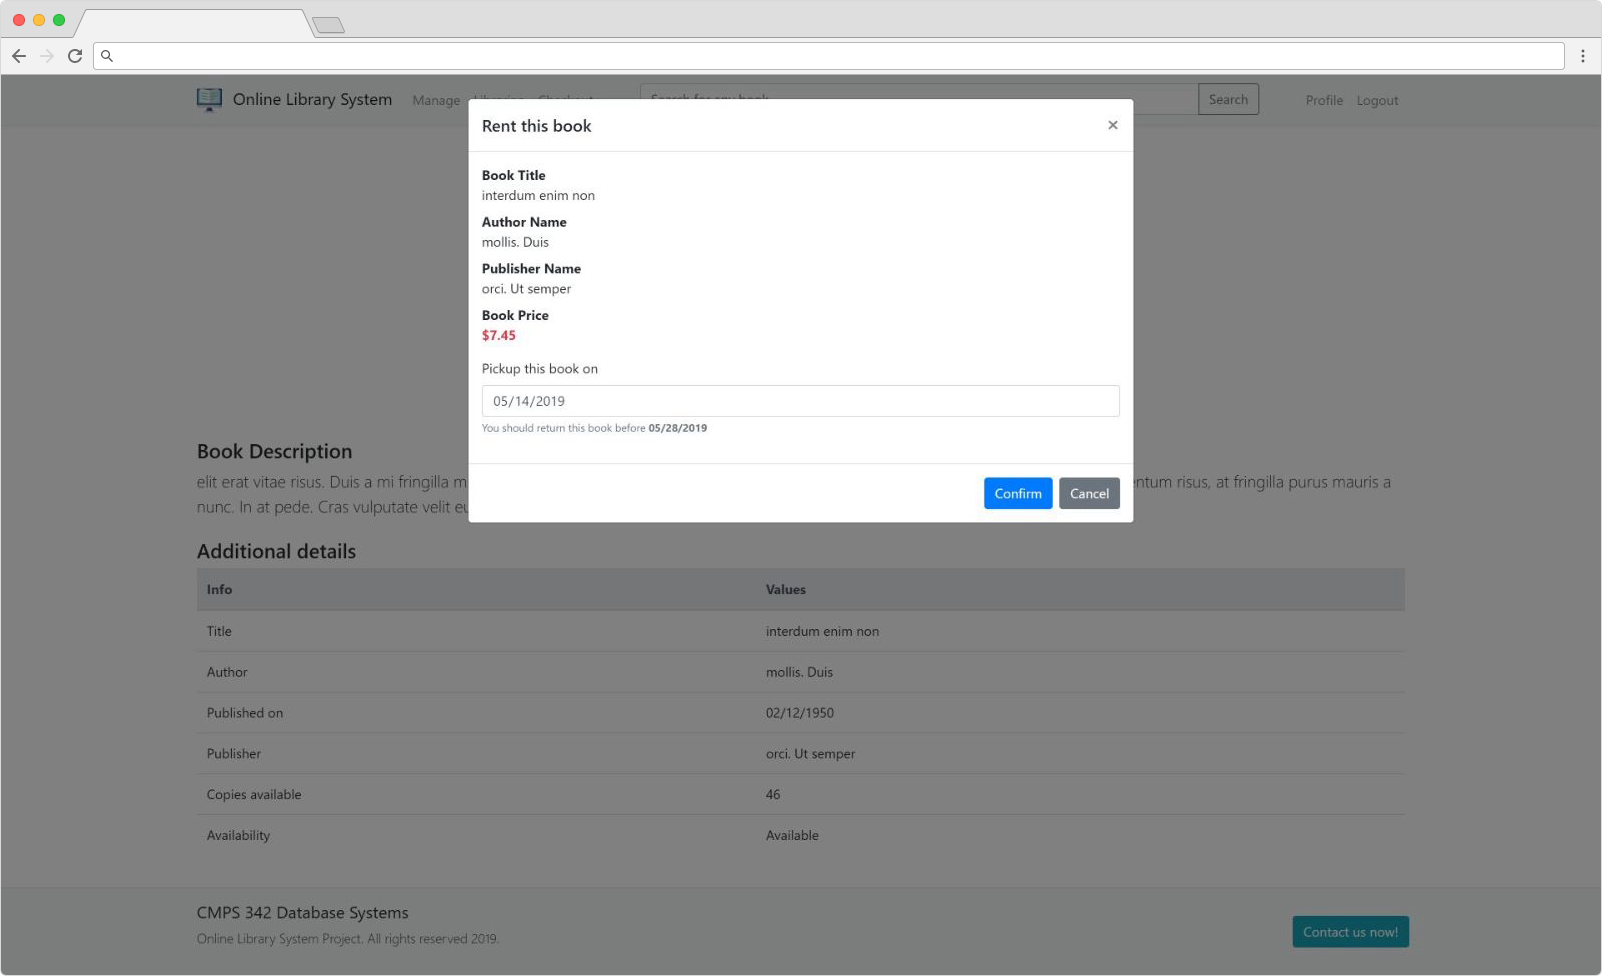 Online Library System Manage Search Profile Logout
Rent this book ×
Book Title
interdum enim non
Author Name
mollis. Duis
Publisher Name
orci. Ut semper
Book Price
$7.45
Pickup this book on
05/14/2019
You should return this book before 05/28/2019
Confirm Cancel
Book Description
elit erat vitae risus. Duis a mi fringilla risus, at fringilla purus mauris a
nunc. In at pede. Cras vulputate velit
Additional details
Info Values
Title interdum enim non
Author mollis. Duis
Published on 02/12/1950
Publisher orci. Ut semper
Copies available 46
Availability Available
CMPS 342 Database Systems
Online Library System Project. All rights reserved 2019.
Contact us now!